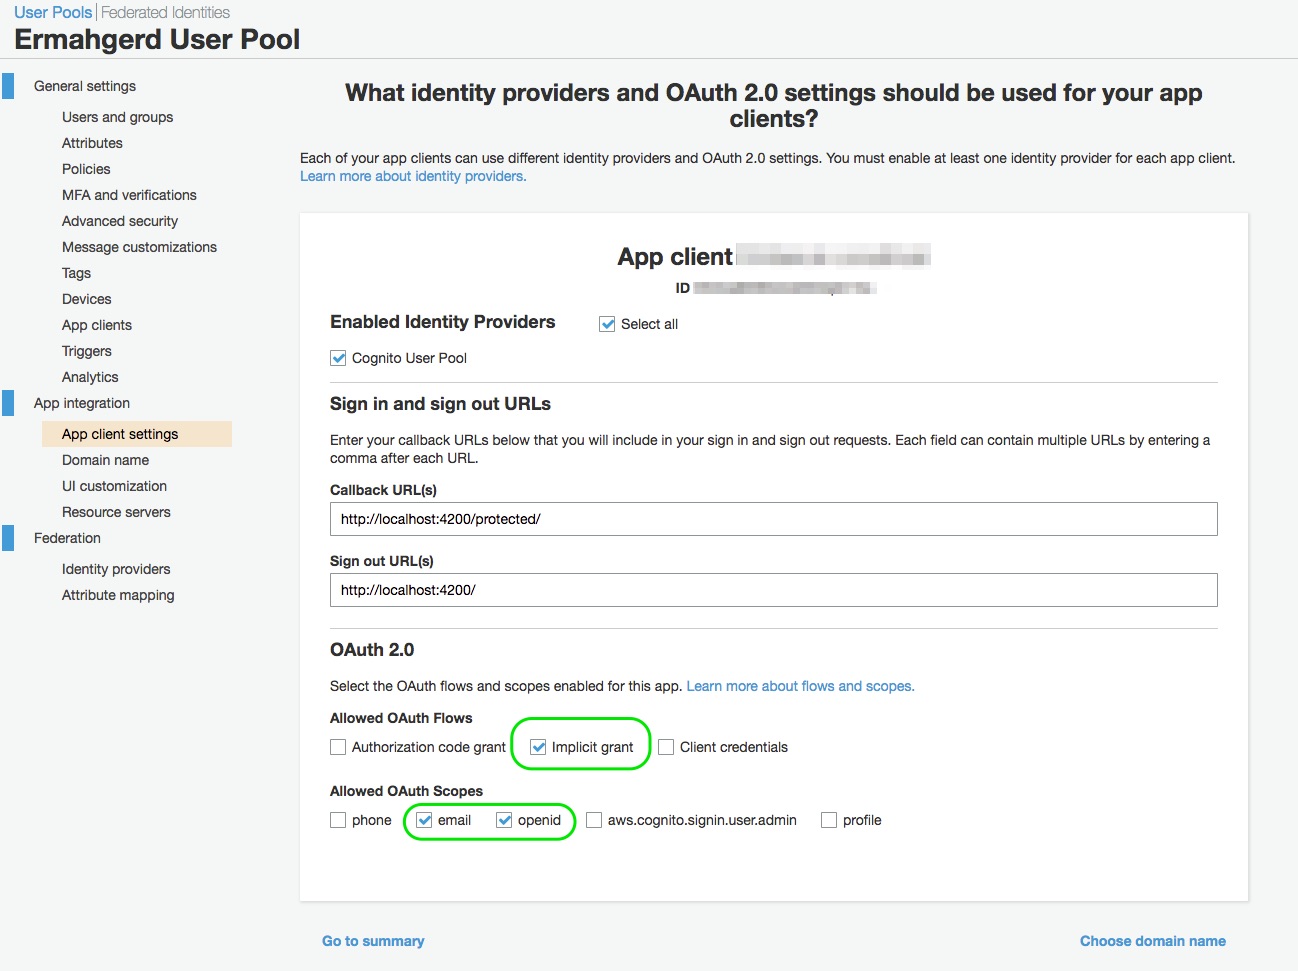 User Pools | Federated Identities
Ermahgerd User Pool
General settings
Users and groups
Attributes
Policies
MFA and verifications
Advanced security
Message customizations
Tags
Devices
App clients
Triggers
Analytics
App integration
App client settings
Domain name
UI customization
Resource servers
Federation
Identity providers
Attribute mapping
What identity providers and OAuth 2.0 settings should be used for your app
clients?
Each of your app clients can use different identity providers and OAuth 2.0 settings. You must enable at least one identity provider for each app client.
Learn more about identity providers.
App client
ID
Enabled Identity Providers Select all
Cognito User Pool
Sign in and sign out URLs
Enter your callback URLs below that you will include in your sign in and sign out requests. Each field can contain multiple URLs by entering a
comma after each URL.
Callback URL(s)
http://localhost:4200/protected/
Sign out URL(s)
http://localhost:4200/
OAuth 2.0
Select the OAuth flows and scopes enabled for this app. Learn more about flows and scopes.
Allowed OAuth Flows
Authorization code grant Implicit grant Client credentials
Allowed OAuth Scopes
phone email openid aws.cognito.signin.user.admin profile
Go to summary Choose domain name